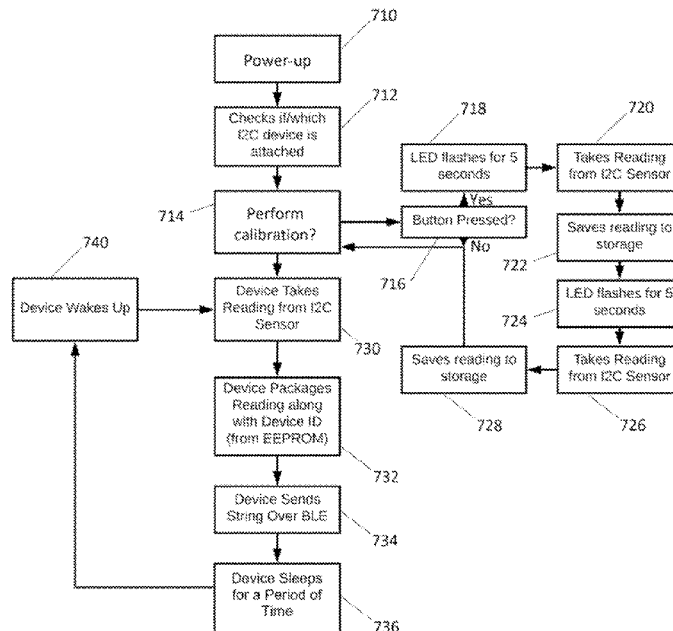 710
Power-up
712
Checks if/which
I2C device is
attached
714
Perform
calibration?
716
Button Pressed?
Yes
No
718
LED flashes for 5
seconds
720
Takes Reading
from I2C Sensor
722
Saves reading to
storage
724
LED flashes for 5
seconds
726
Takes Reading
from I2C Sensor
728
Saves reading to
storage
740
Device Wakes Up
730
Device Takes
Reading from I2C
Sensor
732
Device Packages
Reading along
with Device ID
(from EEPROM)
734
Device Sends
String Over BLE
736
Device Sleeps
for a Period of
Time